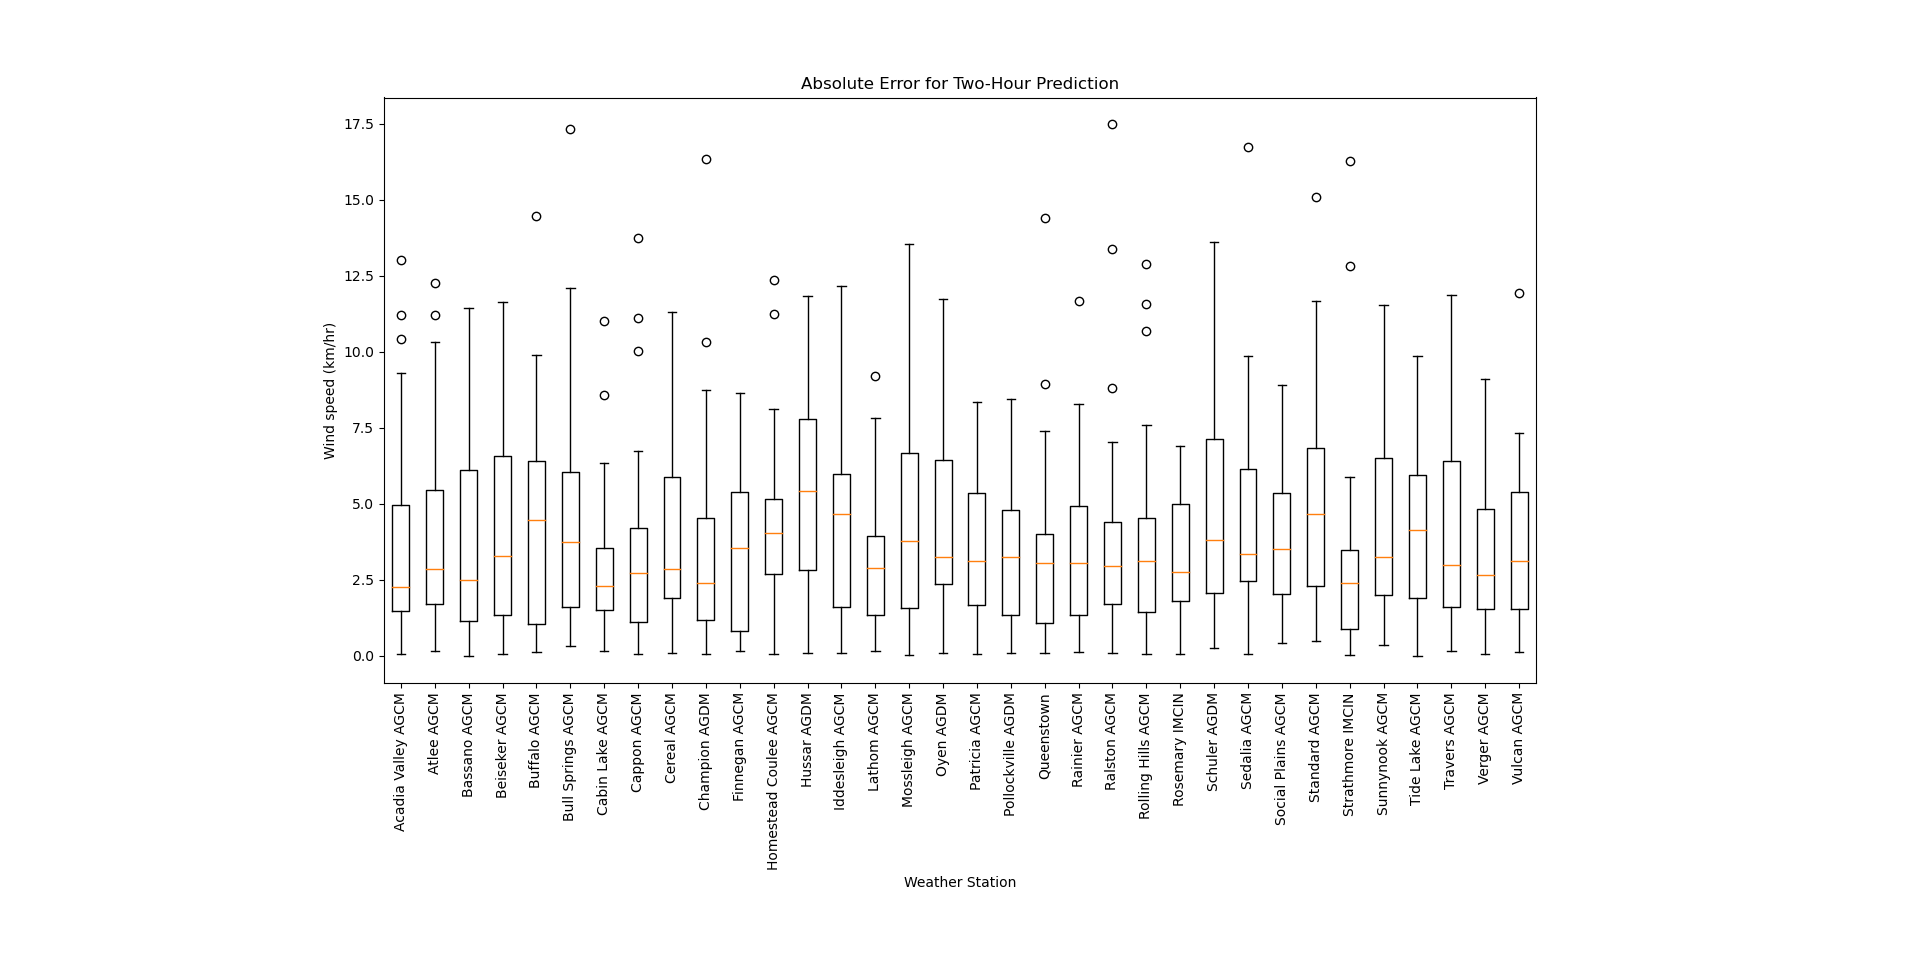 Absolute Error for Two-Hour Prediction
17.5
15.0
12.5
10.0
7.5
5.0
2.5
0.0
Wind speed (km/hr)
Acadia Valley AGCM
Atlee AGCM
Bassano AGCM
Beiseker AGCM
Buffalo AGCM
Bull Springs AGCM
Cabin Lake AGCM
Cappon AGCM
Cereal AGCM
Champion AGDM
Finnegan AGCM
Homestead Coulee AGCM
Hussar AGDM
Iddesleigh AGCM
Lathom AGCM
Mossleigh AGCM
Oyen AGDM
Patricia AGCM
Pollockville AGDM
Queenstown
Rainier AGCM
Ralston AGCM
Rolling Hills AGCM
Rosemary IMCIN
Schuler AGDM
Sedalia AGCM
Social Plains AGCM
Standard AGCM
Strathmore IMCIN
Sunnynook AGCM
Tide Lake AGCM
Travers AGCM
Verger AGCM
Vulcan AGCM
Weather Station